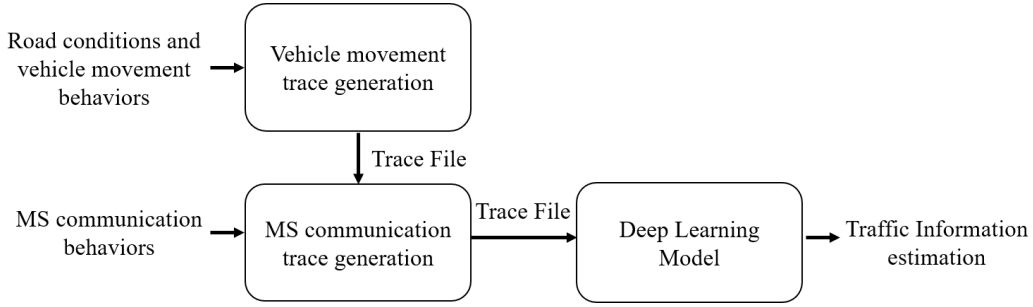 Road conditions and
vehicle movement
behaviors
Vehicle movement
trace generation
Trace File
MS communication
behaviors
MS communication
trace generation
Trace File
Deep Learning
Model
Traffic Information
estimation